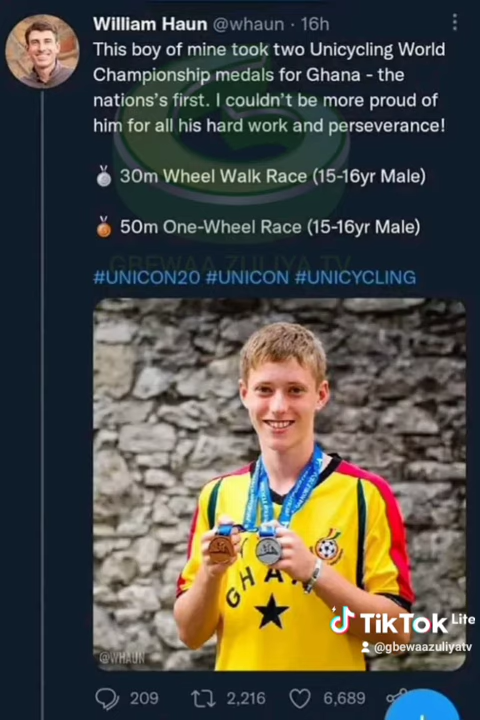 William Haun @whaun · 16h
This boy of mine took two Unicycling World
Championship medals for Ghana - the
nations's first. I couldn't be more proud of
him for all his hard work and perseverance!
🥈 30m Wheel Walk Race (15-16yr Male)
🥉 50m One-Wheel Race (15-16yr Male)
GBEWAA ZULIYA TV
#UNICON20 #UNICON #UNICYCLING
GHA
TikTok Lite
@gbewaazuliyatv
@WHAUN
209 2,216 6,689